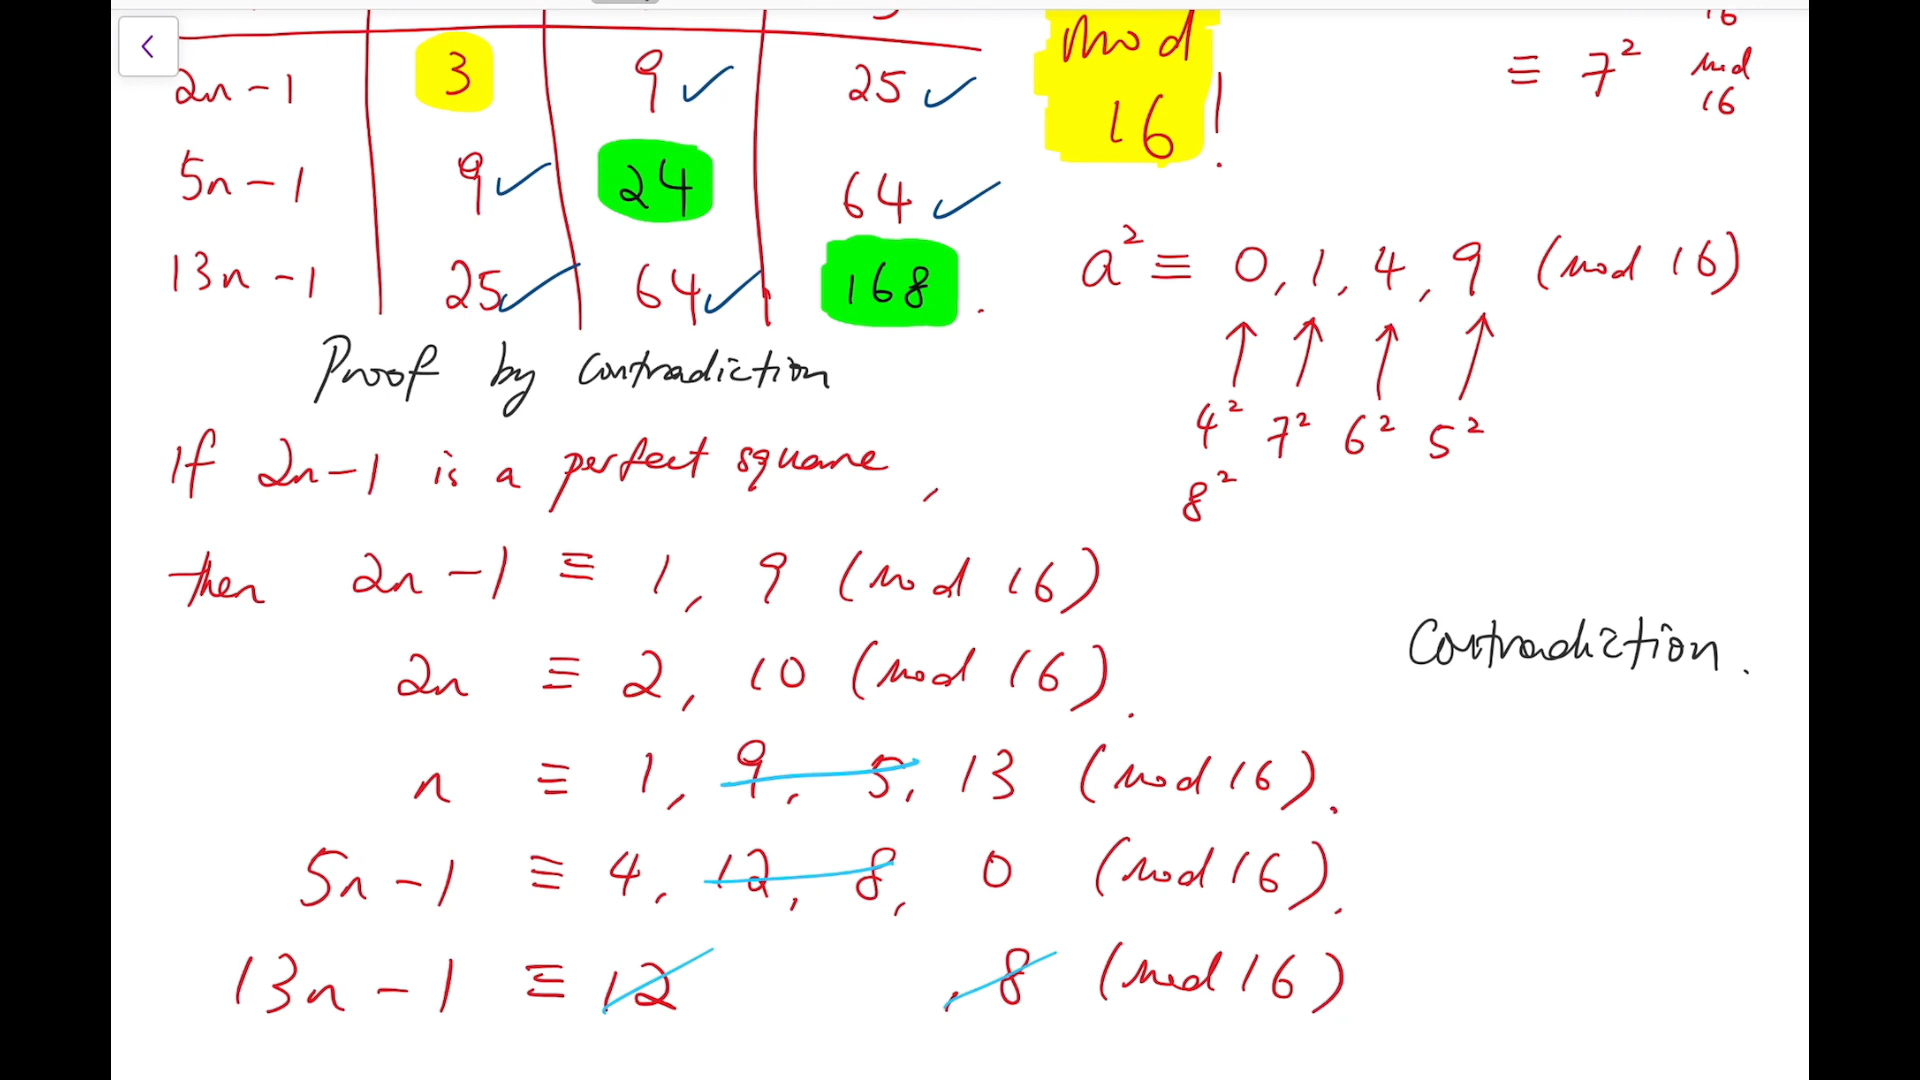 mod
16!
2n-1 3 9 ✓ 25 ✓
5n-1 9 ✓ 24 64 ✓
13n-1 25 ✓ 64 ✓ 168.
16
≡ 7² mod
16
a² ≡ 0, 1, 4, 9 (mod 16)
↑ ↑ ↑ ↑
4² 7² 6² 5²
8²
Proof by contradiction
If 2n-1 is a perfect square,
then 2n-1 ≡ 1, 9 (mod 16)
2n ≡ 2, 10 (mod 16).
n ≡ 1, 9, 5, 13 (mod 16).
5n-1 ≡ 4, 12, 8, 0 (mod 16).
13n-1 ≡ 12 , 8 (mod 16)
Contradiction.